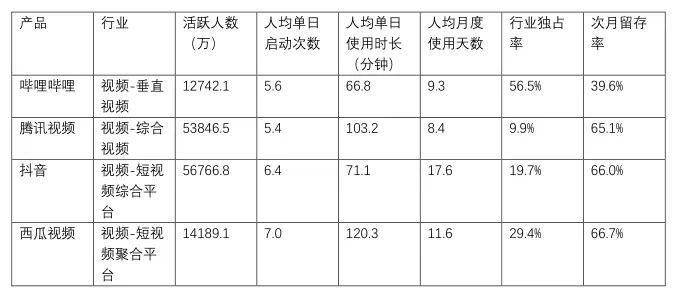 产品 行业 活跃人数 人均单日 人均单日 人均月度 行业独占 次月留存
（万） 启动次数 使用时长 使用天数 率 率
（分钟）
哔哩哔哩 视频-垂直 12742.1 5.6 66.8 9.3 56.5% 39.6%
视频
腾讯视频 视频-综合 53846.5 5.4 103.2 8.4 9.9% 65.1%
视频
抖音 视频-短视 56766.8 6.4 71.1 17.6 19.7% 66.0%
频综合平
台
西瓜视频 视频-短视 14189.1 7.0 120.3 11.6 29.4% 66.7%
频聚合平
台